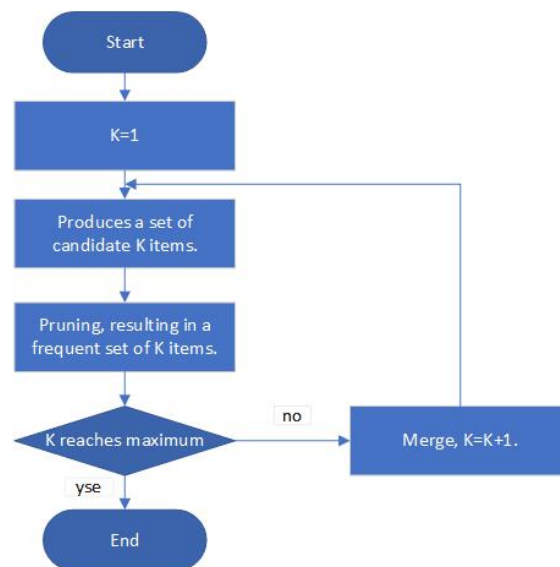 Start
K=1
Produces a set of
candidate K items.
Pruning, resulting in a
frequent set of K items.
K reaches maximum
no
Merge, K=K+1.
yse
End